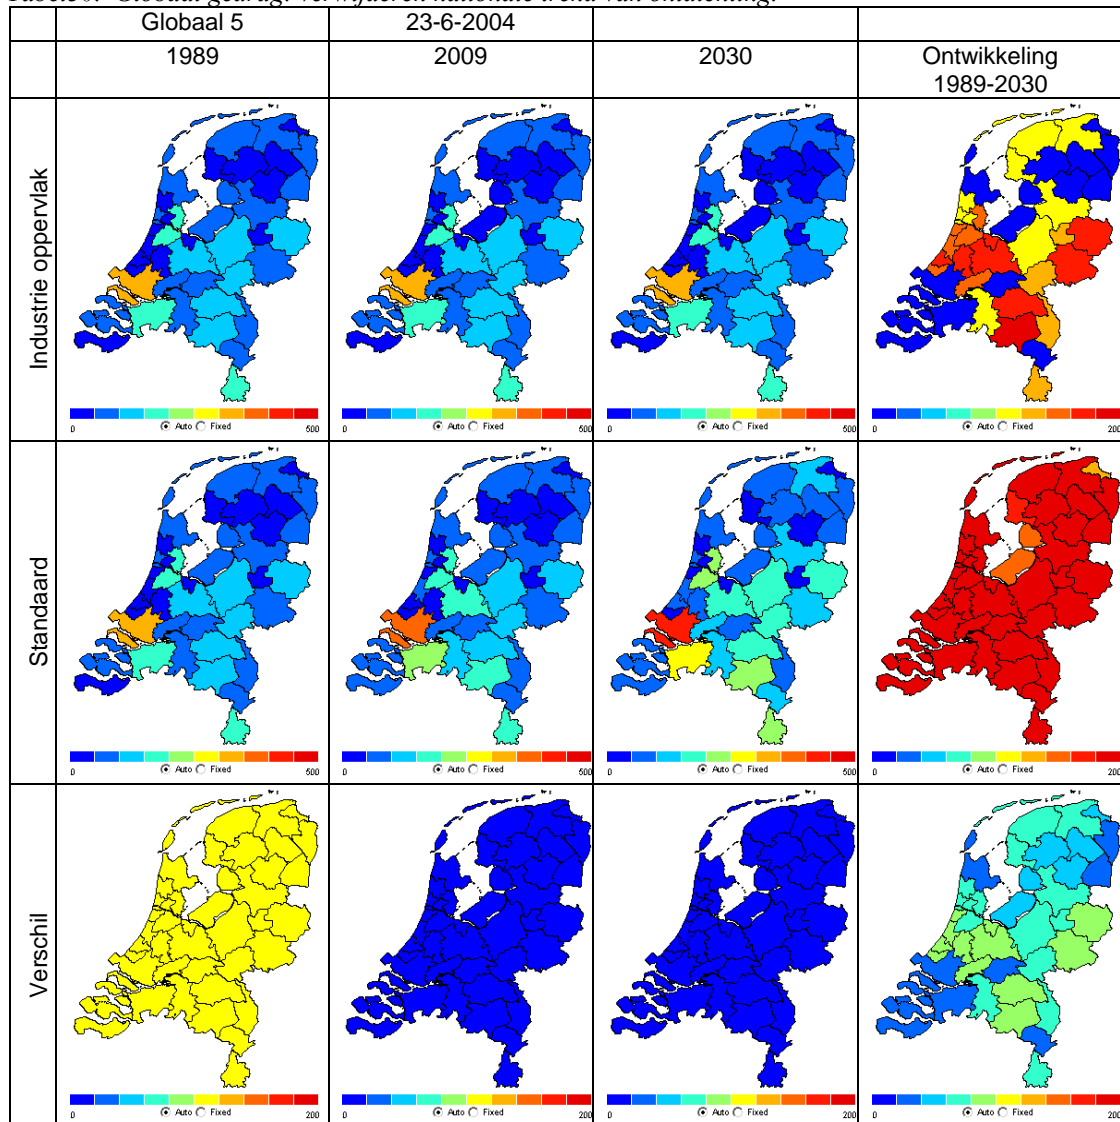 Globaal 5 23-6-2004
1989 2009 2030 Ontwikkeling
1989-2030
Industrie oppervlak
0 500 0 500 0 500 0 200
Auto Fixed Auto Fixed Auto Fixed Auto Fixed
Standaard
0 500 0 500 0 500 0 200
Auto Fixed Auto Fixed Auto Fixed Auto Fixed
Verschil
0 200 0 200 0 200 0 200
Auto Fixed Auto Fixed Auto Fixed Auto Fixed